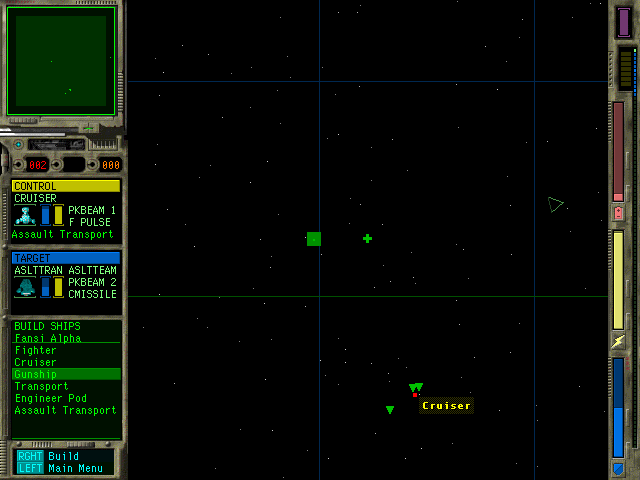 002
000
CONTROL
CRUISER
PKBEAM 1
F PULSE
Assault Transport
TARGET
ASLTTRAN ASLTTEAM
PKBEAM 2
CMISSILE
BUILD SHIPS
Fansi Alpha
Fighter
Cruiser
Gunship
Transport
Engineer Pod
Assault Transport
RGHT Build
LEFT Main Menu
Cruiser